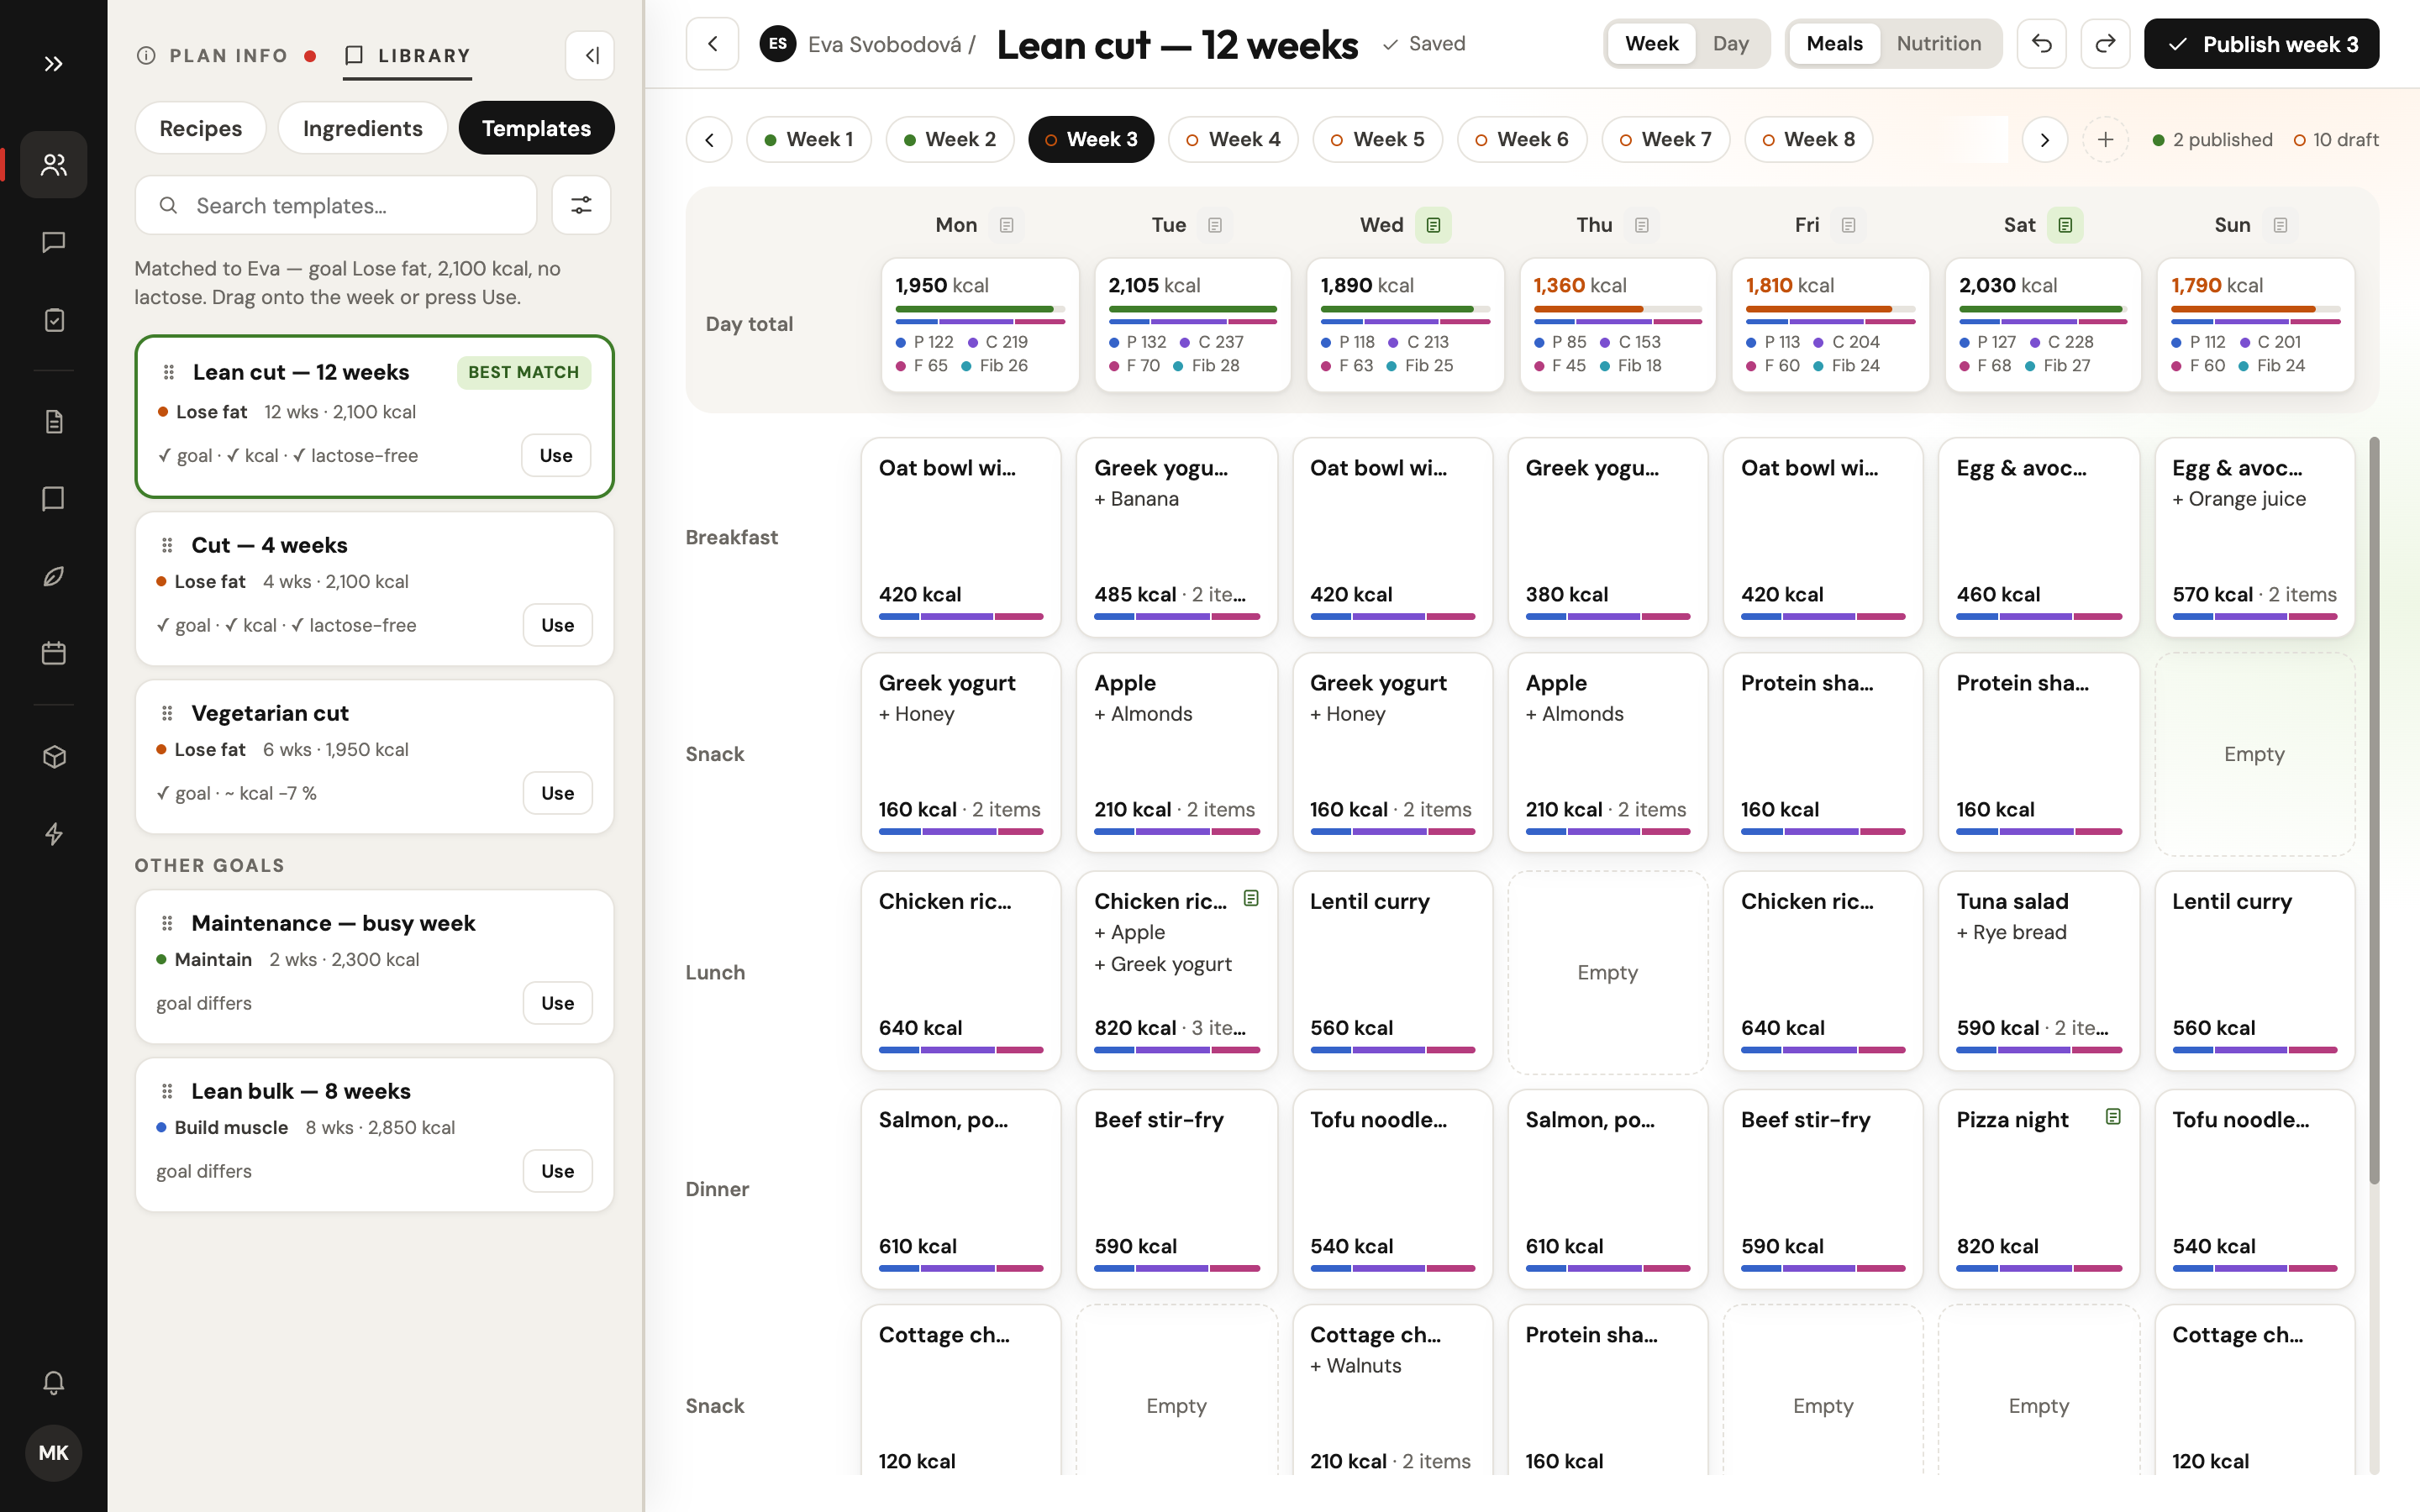 PLAN INFO
LIBRARY
Recipes
Ingredients
Templates
Search templates...
Matched to Eva — goal Lose fat, 2,100 kcal, no
lactose. Drag onto the week or press Use.
Lean cut — 12 weeks
BEST MATCH
Lose fat 12 wks · 2,100 kcal
✓ goal · ✓ kcal · ✓ lactose-free
Use
Cut — 4 weeks
Lose fat 4 wks · 2,100 kcal
✓ goal · ✓ kcal · ✓ lactose-free
Use
Vegetarian cut
Lose fat 6 wks · 1,950 kcal
✓ goal · ~ kcal -7 %
Use
OTHER GOALS
Maintenance — busy week
Maintain 2 wks · 2,300 kcal
goal differs
Use
Lean bulk — 8 weeks
Build muscle 8 wks · 2,850 kcal
goal differs
Use
MK
ES
Eva Svobodová /
Lean cut — 12 weeks
Saved
Week
Day
Meals
Nutrition
Publish week 3
Week 1
Week 2
Week 3
Week 4
Week 5
Week 6
Week 7
Week 8
2 published
10 draft
Mon
Tue
Wed
Thu
Fri
Sat
Sun
Day total
1,950 kcal
P 122 C 219
F 65 Fib 26
2,105 kcal
P 132 C 237
F 70 Fib 28
1,890 kcal
P 118 C 213
F 63 Fib 25
1,360 kcal
P 85 C 153
F 45 Fib 18
1,810 kcal
P 113 C 204
F 60 Fib 24
2,030 kcal
P 127 C 228
F 68 Fib 27
1,790 kcal
P 112 C 201
F 60 Fib 24
Breakfast
Oat bowl wi...
420 kcal
Greek yogu...
+ Banana
485 kcal · 2 ite...
Oat bowl wi...
420 kcal
Greek yogu...
380 kcal
Oat bowl wi...
420 kcal
Egg & avoc...
460 kcal
Egg & avoc...
+ Orange juice
570 kcal · 2 items
Snack
Greek yogurt
+ Honey
160 kcal · 2 items
Apple
+ Almonds
210 kcal · 2 items
Greek yogurt
+ Honey
160 kcal · 2 items
Apple
+ Almonds
210 kcal · 2 items
Protein sha...
160 kcal
Protein sha...
160 kcal
Empty
Lunch
Chicken ric...
640 kcal
Chicken ric...
+ Apple
+ Greek yogurt
820 kcal · 3 ite...
Lentil curry
560 kcal
Empty
Chicken ric...
640 kcal
Tuna salad
+ Rye bread
590 kcal · 2 ite...
Lentil curry
560 kcal
Dinner
Salmon, po...
610 kcal
Beef stir-fry
590 kcal
Tofu noodle...
540 kcal
Salmon, po...
610 kcal
Beef stir-fry
590 kcal
Pizza night
820 kcal
Tofu noodle...
540 kcal
Snack
Cottage ch...
120 kcal
Empty
Cottage ch...
+ Walnuts
210 kcal · 2 items
Protein sha...
160 kcal
Empty
Empty
Cottage ch...
120 kcal